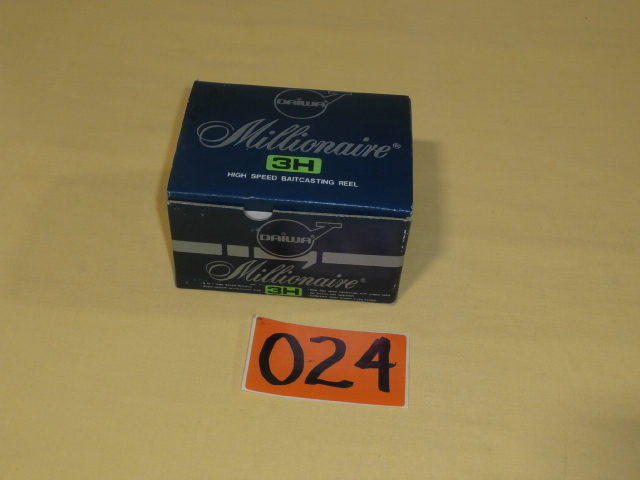 DAIWA
Millionaire®
3H
HIGH SPEED BAITCASTING REEL
DAIWA
Millionaire®
3H
024